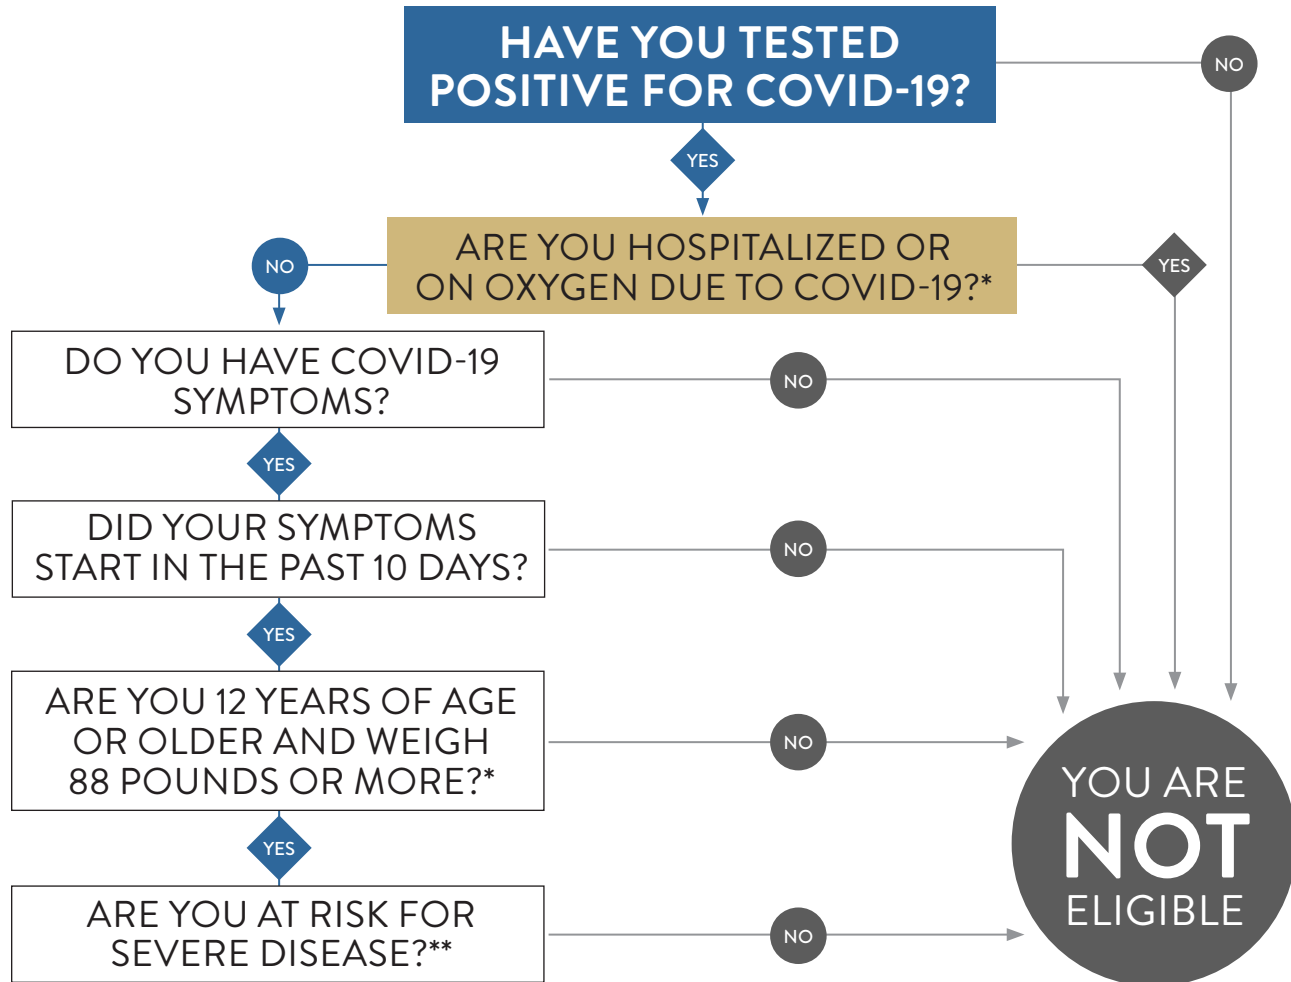 HAVE YOU TESTED
POSITIVE FOR COVID-19?
NO
YES
ARE YOU HOSPITALIZED OR
ON OXYGEN DUE TO COVID-19?*
NO
YES
DO YOU HAVE COVID-19
SYMPTOMS?
NO
YES
DID YOUR SYMPTOMS
START IN THE PAST 10 DAYS?
NO
YES
ARE YOU 12 YEARS OF AGE
OR OLDER AND WEIGH
88 POUNDS OR MORE?*
NO
YES
ARE YOU AT RISK FOR
SEVERE DISEASE?**
NO
YOU ARE
NOT
ELIGIBLE